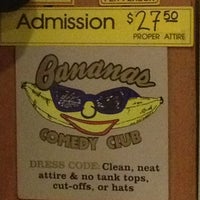 Admission $27.50
PROPER ATTIRE
Bananas
COMEDY CLUB
DRESS CODE: Clean, neat
attire & no tank tops,
cut-offs, or hats